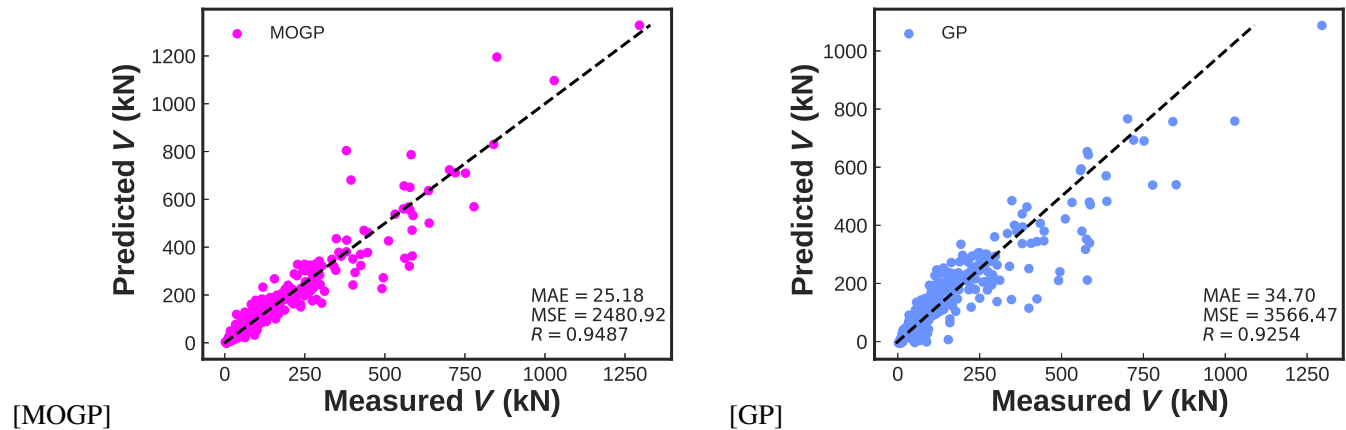 MOGP
1200
1000
800
600
400
200
0
Predicted V (kN)
MAE = 25.18
MSE = 2480.92
R = 0.9487
0 250 500 750 1000 1250
Measured V (kN)
[MOGP]
GP
1000
800
600
400
200
0
Predicted V (kN)
MAE = 34.70
MSE = 3566.47
R = 0.9254
0 250 500 750 1000 1250
Measured V (kN)
[GP]